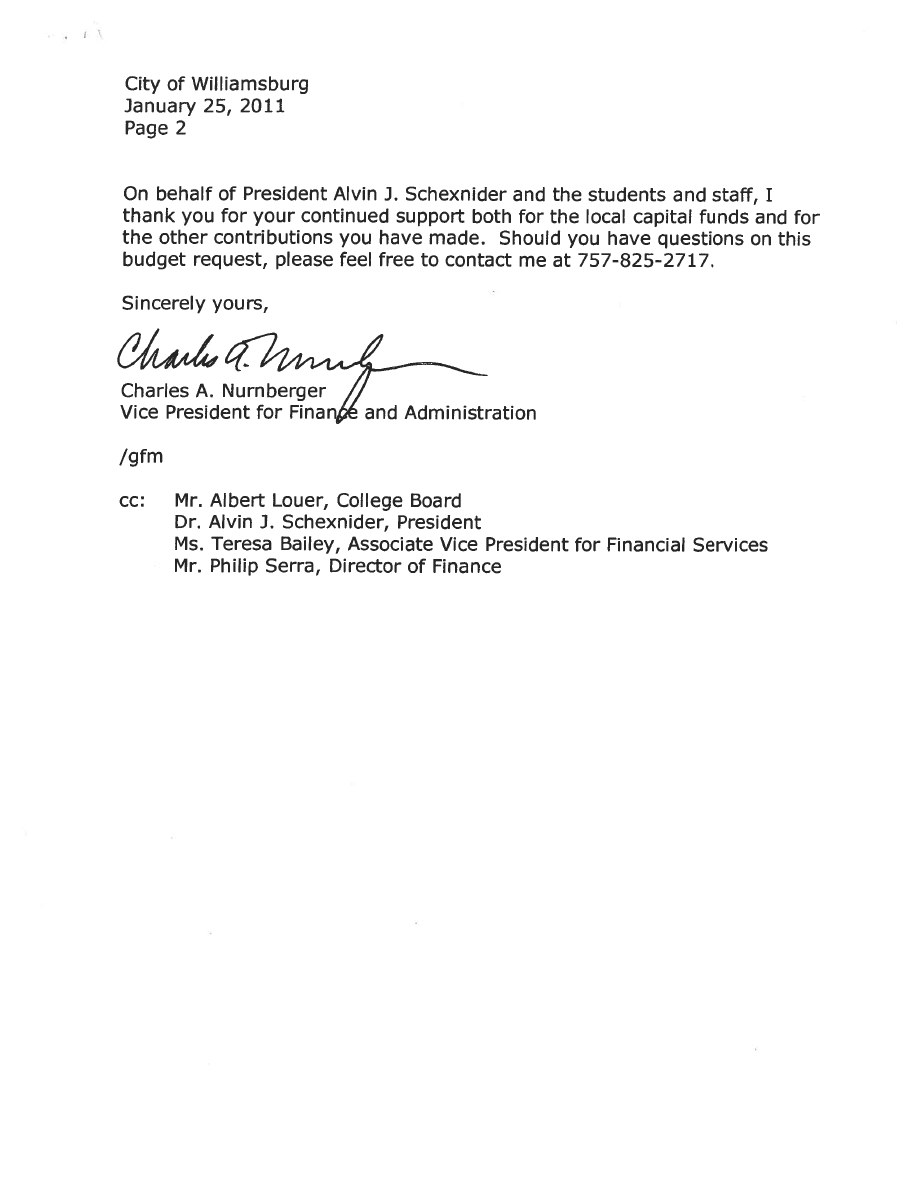 City of Williamsburg
January 25, 2011
Page 2
On behalf of President Alvin J. Schexnider and the students and staff, I
thank you for your continued support both for the local capital funds and for
the other contributions you have made. Should you have questions on this
budget request, please feel free to contact me at 757-825-2717.
Sincerely yours,
Charles A. Nurnberger
Charles A. Nurnberger
Vice President for Finance and Administration
/gfm
cc: Mr. Albert Louer, College Board
Dr. Alvin J. Schexnider, President
Ms. Teresa Bailey, Associate Vice President for Financial Services
Mr. Philip Serra, Director of Finance